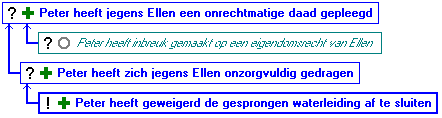 ? Peter heeft jegens Ellen een onrechtmatige daad gepleegd
? Peter heeft inbreuk gemaakt op een eigendomsrecht van Ellen
? Peter heeft zich jegens Ellen onzorgvuldig gedragen
! Peter heeft geweigerd de gesprongen waterleiding af te sluiten